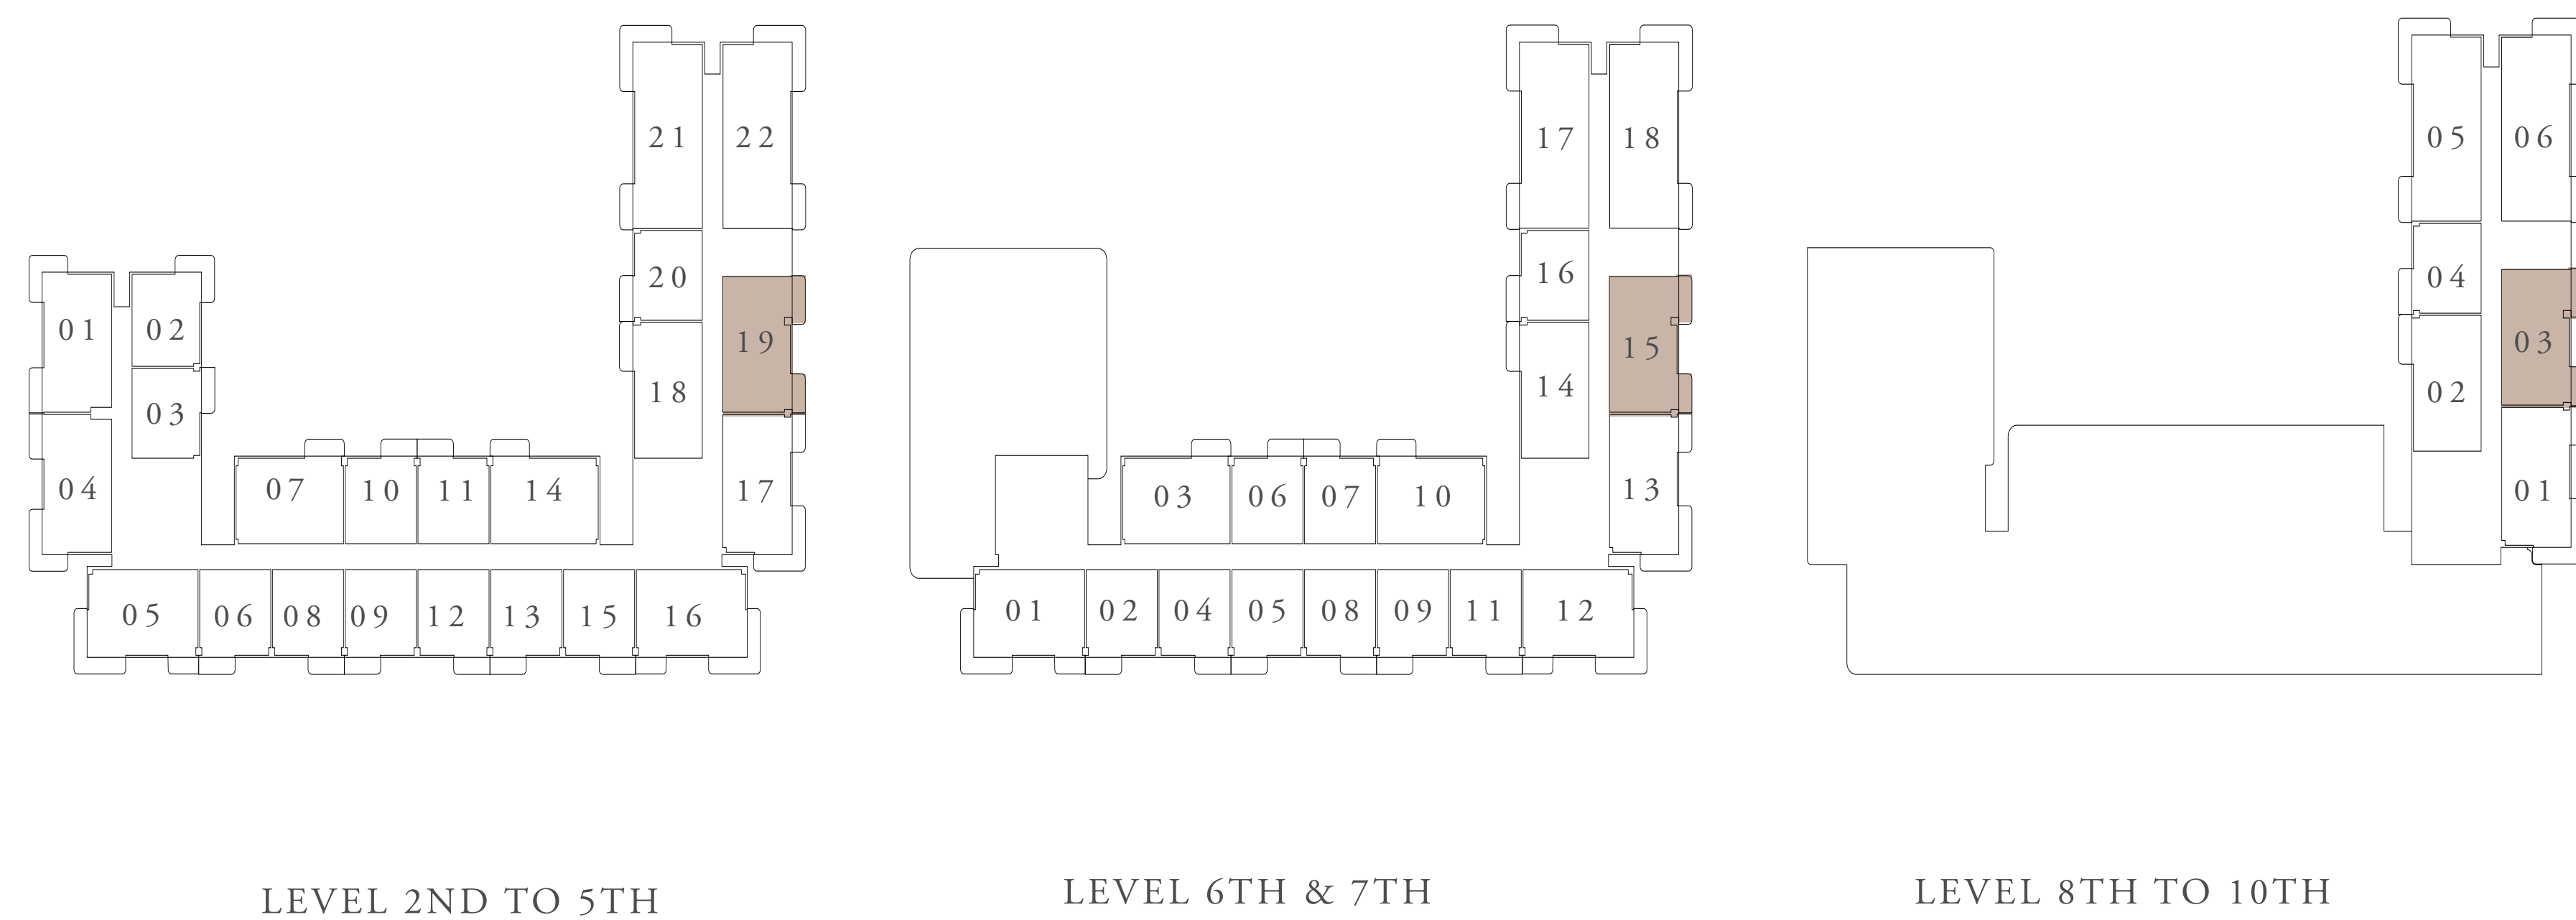 21 22
20
19
18
17
01 02
03
04
07 10 11 14
05 06 08 09 12 13 15 16
LEVEL 2ND TO 5TH
17 18
16
15
14
13
03 06 07 10
01 02 04 05 08 09 11 12
LEVEL 6TH & 7TH
05 06
04
03
02
01
LEVEL 8TH TO 10TH